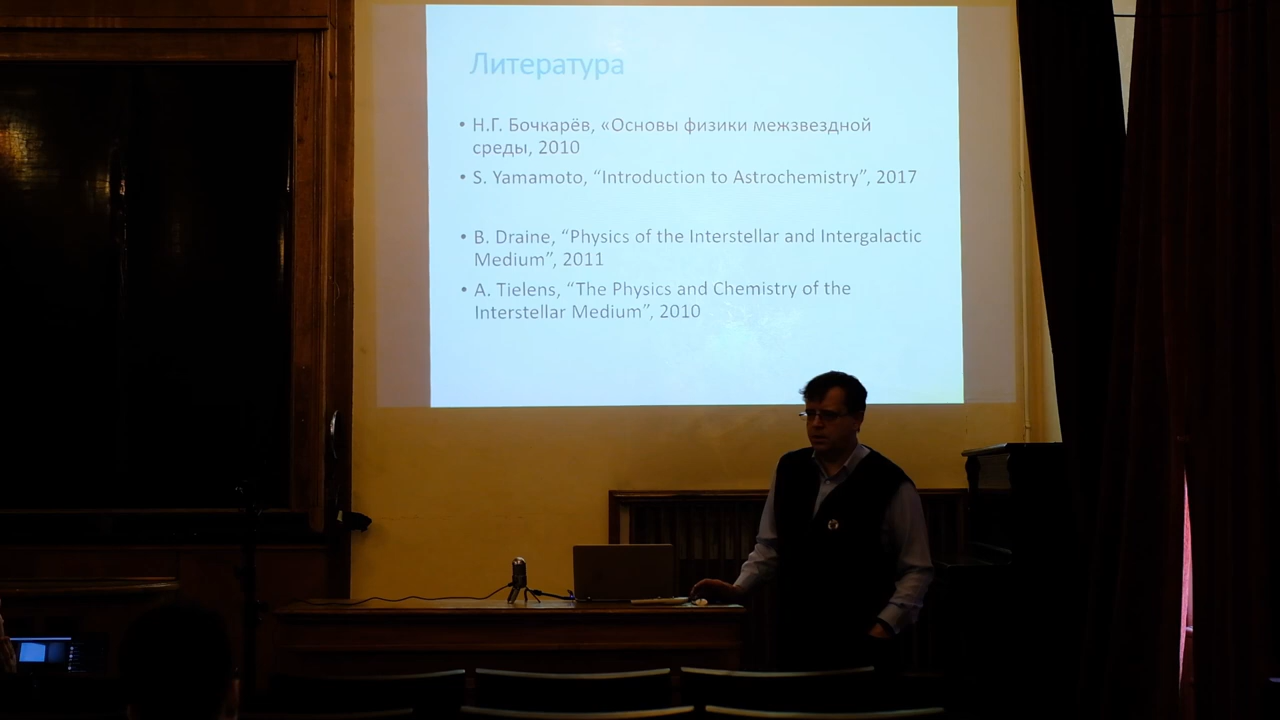 Литература
• Н.Г. Бочкарёв, «Основы физики межзвездной
среды, 2010
• S. Yamamoto, “Introduction to Astrochemistry”, 2017
• B. Draine, “Physics of the Interstellar and Intergalactic
Medium”, 2011
• A. Tielens, “The Physics and Chemistry of the
Interstellar Medium”, 2010